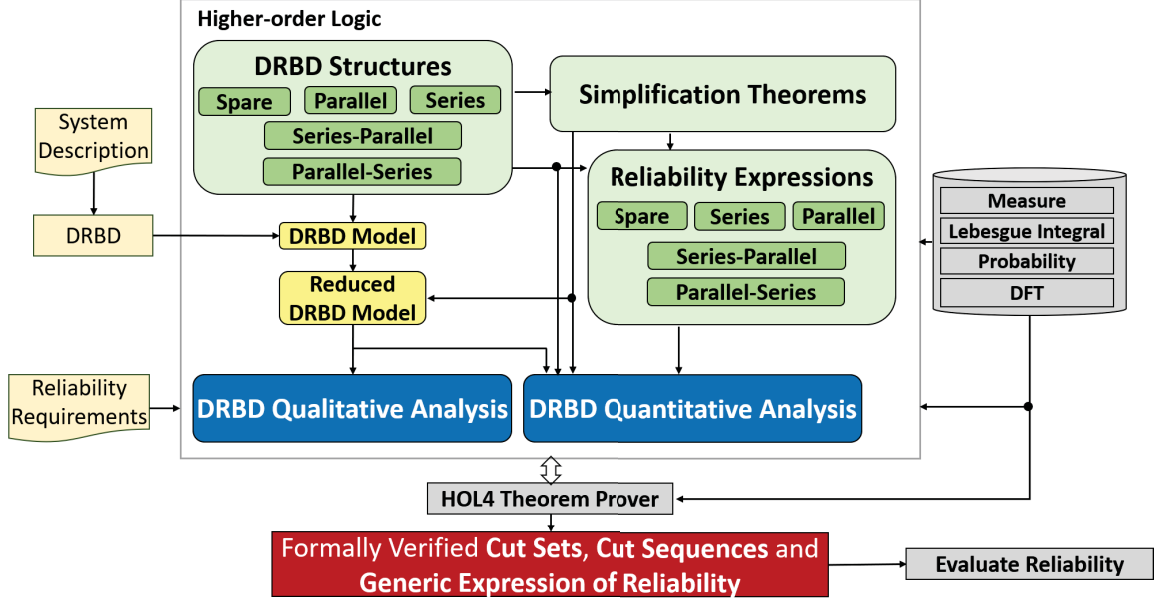 Higher-order Logic
DRBD Structures
Spare
Parallel
Series
Series-Parallel
Parallel-Series
Simplification Theorems
System
Description
DRBD
DRBD Model
Reduced
DRBD Model
Reliability Expressions
Spare
Series
Parallel
Series-Parallel
Parallel-Series
Measure
Lebesgue Integral
Probability
DFT
Reliability
Requirements
DRBD Qualitative Analysis
DRBD Quantitative Analysis
HOL4 Theorem Prover
Formally Verified Cut Sets, Cut Sequences and
Generic Expression of Reliability
Evaluate Reliability